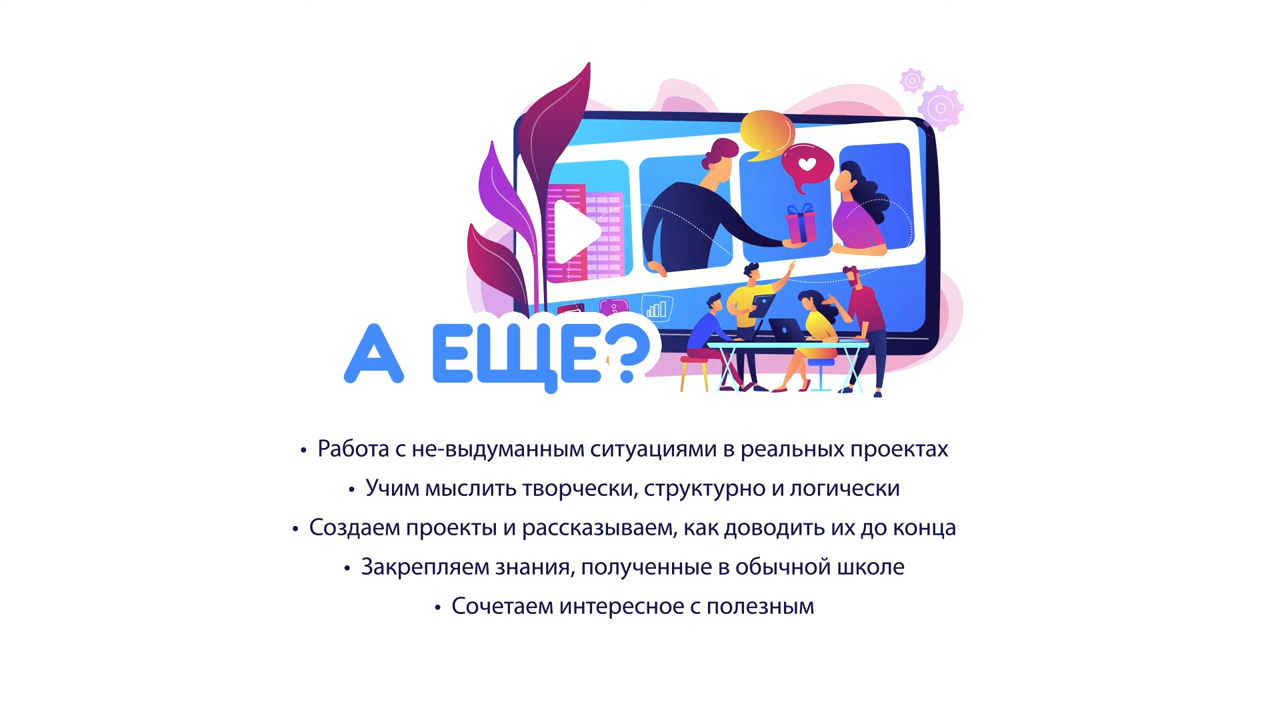 А ЕЩЕ?
• Работа с не-выдуманным ситуациями в реальных проектах
• Учим мыслить творчески, структурно и логически
• Создаем проекты и рассказываем, как доводить их до конца
• Закрепляем знания, полученные в обычной школе
• Сочетаем интересное с полезным